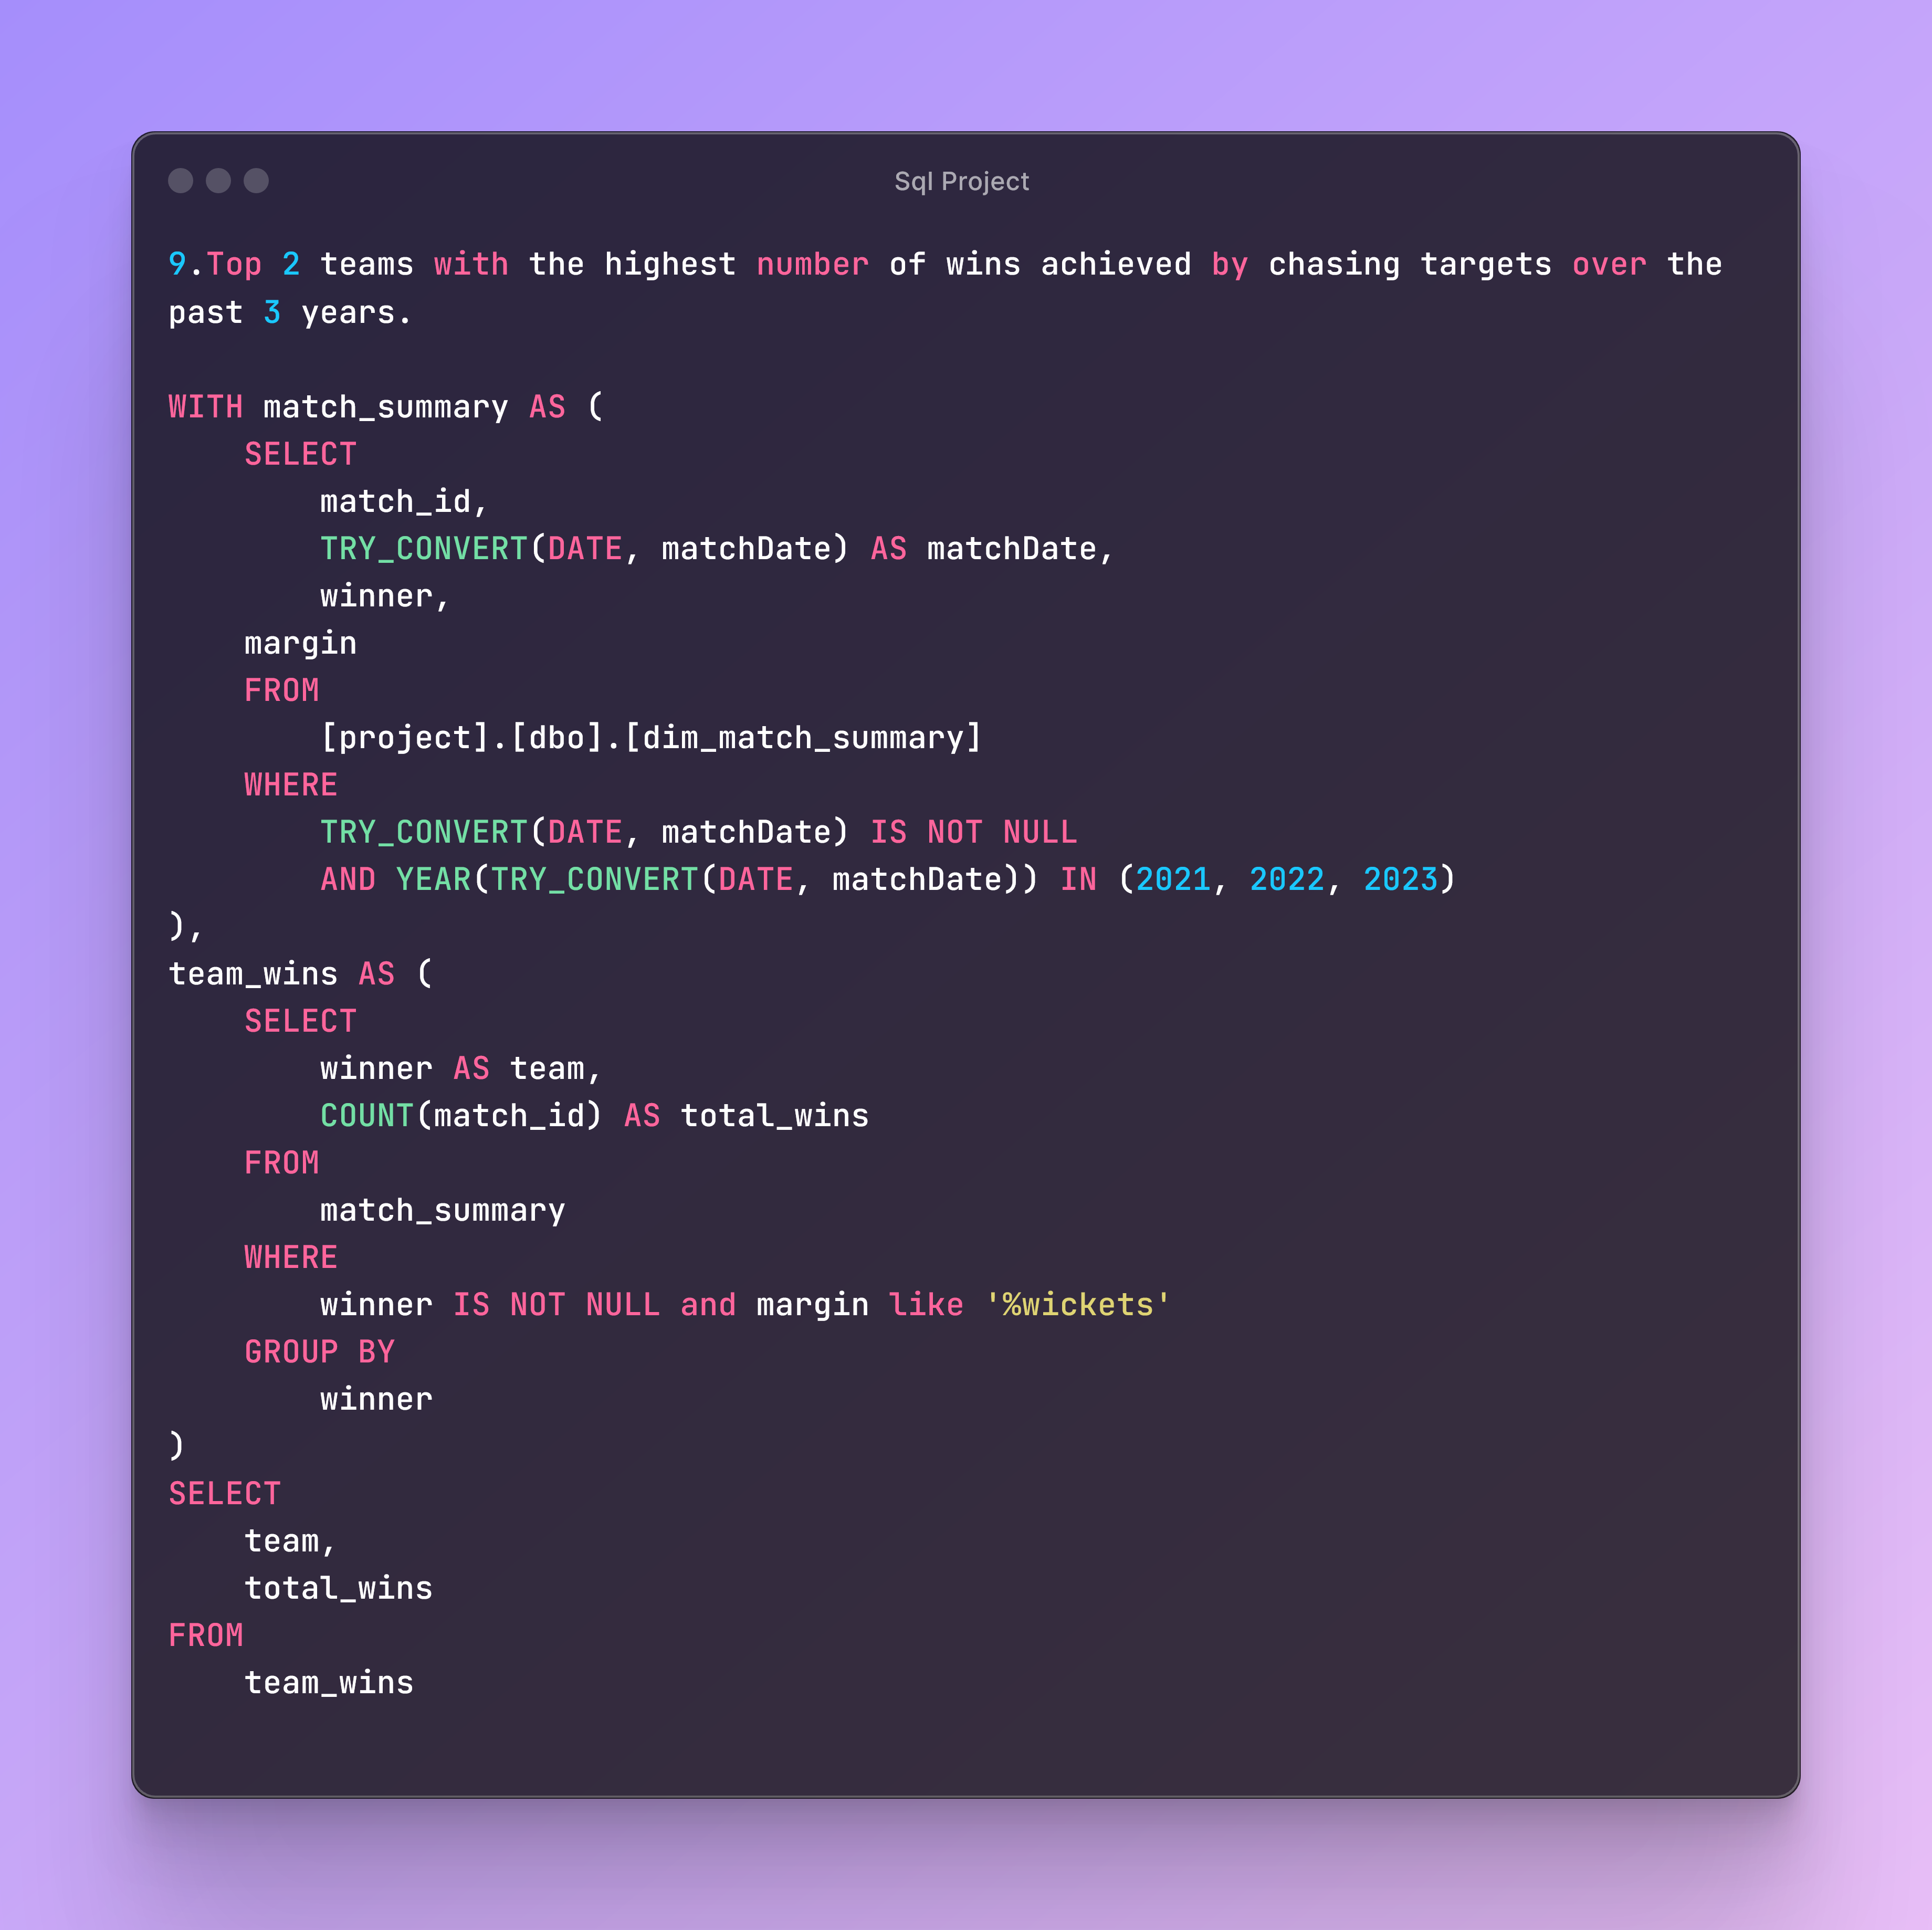 Sql Project
9.Top 2 teams with the highest number of wins achieved by chasing targets over the
past 3 years.
WITH match_summary AS (
SELECT
match_id,
TRY_CONVERT(DATE, matchDate) AS matchDate,
winner,
margin
FROM
[project].[dbo].[dim_match_summary]
WHERE
TRY_CONVERT(DATE, matchDate) IS NOT NULL
AND YEAR(TRY_CONVERT(DATE, matchDate)) IN (2021, 2022, 2023)
),
team_wins AS (
SELECT
winner AS team,
COUNT(match_id) AS total_wins
FROM
match_summary
WHERE
winner IS NOT NULL and margin like '%wickets'
GROUP BY
winner
)
SELECT
team,
total_wins
FROM
team_wins